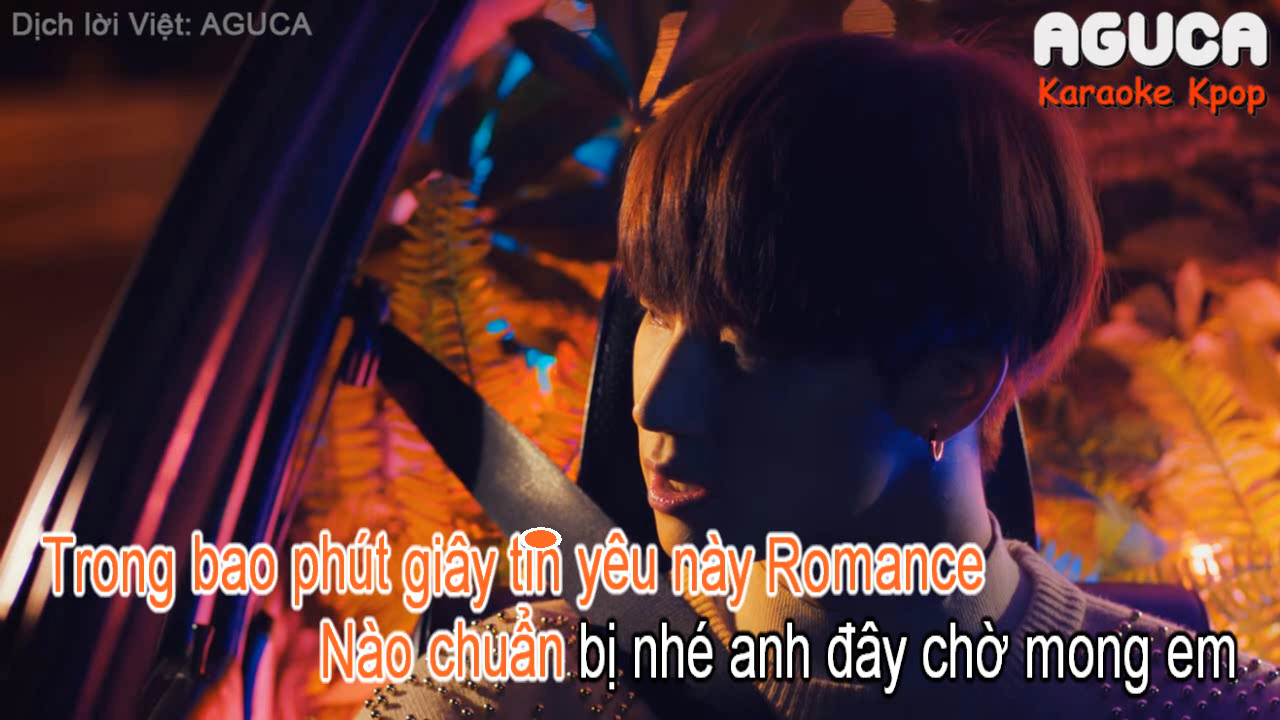 Dịch lời Việt: AGUCA
AGUCA
Karaoke Kpop
Trong bao phút giây tin yêu này Romance
Nào chuẩn bị nhé anh đây chờ mong em